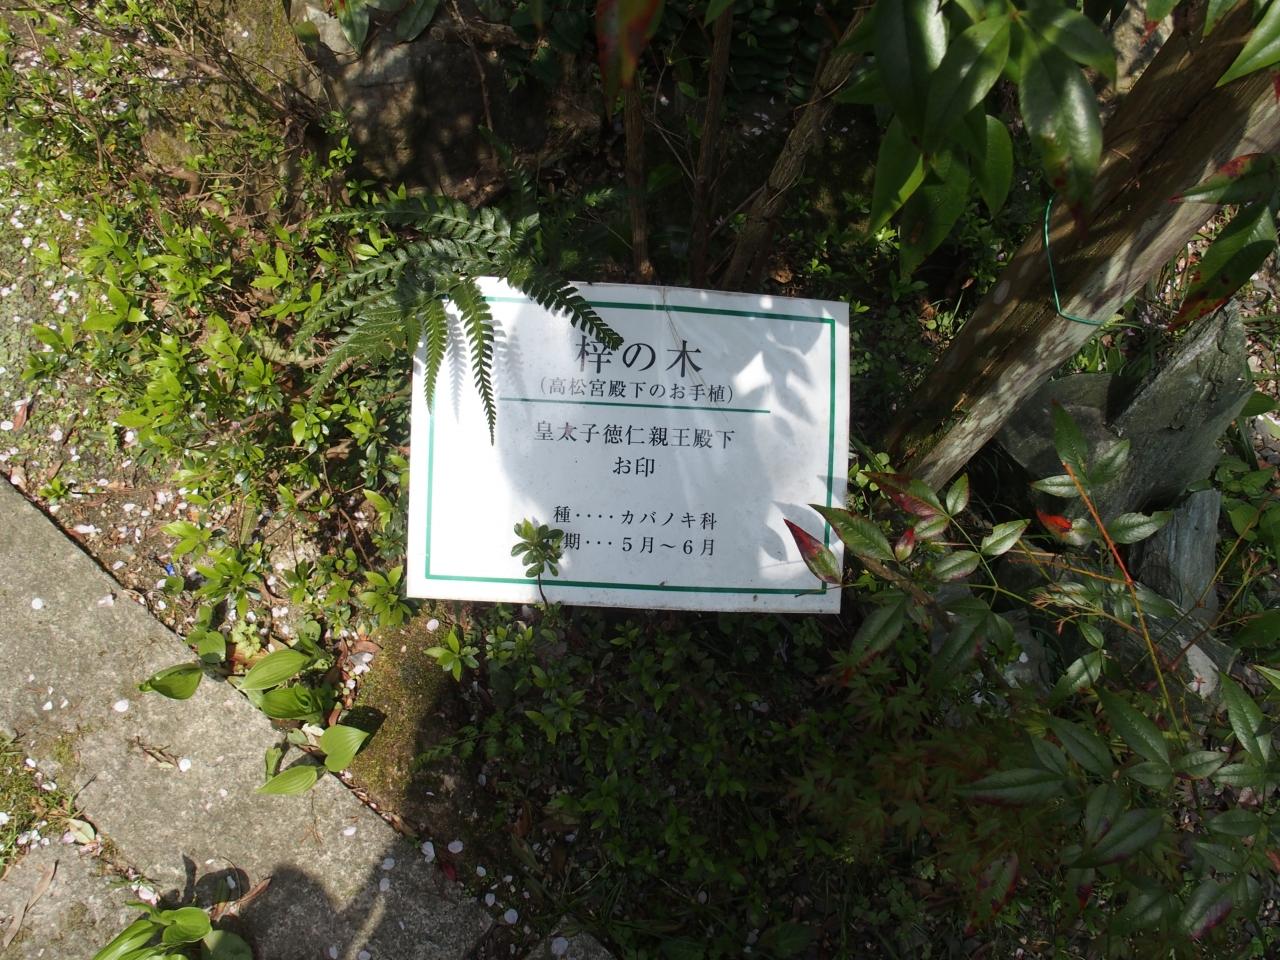 梓の木
（高松宮殿下のお手植）
皇太子徳仁親王殿下
お印
種････カバノキ科
期･･･５月～６月